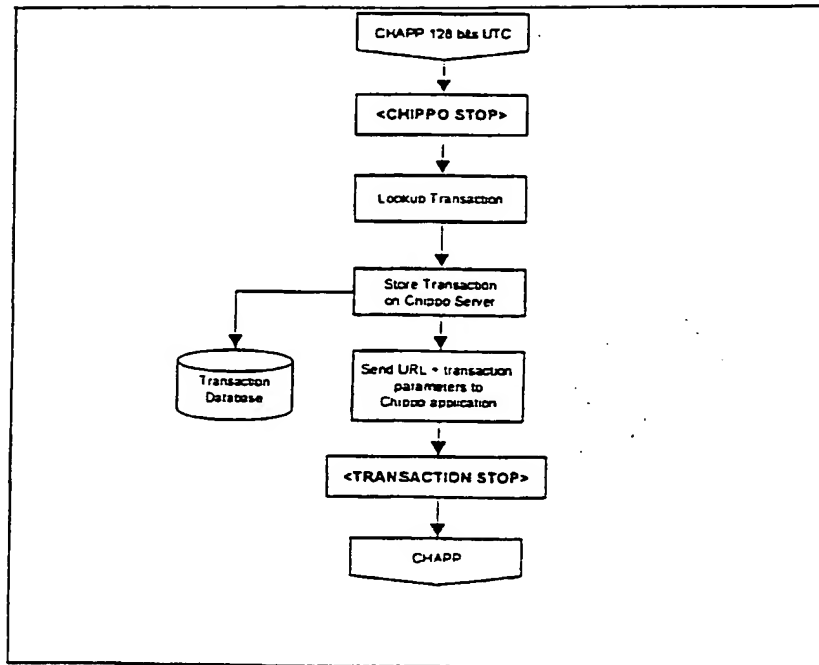 CHAPP 128 bits UTC
<CHIPPO STOP>
Lookup Transaction
Store Transaction
on Chippo Server
Transaction
Database
Send URL + transaction
parameters to
Chippo application
<TRANSACTION STOP>
CHAPP